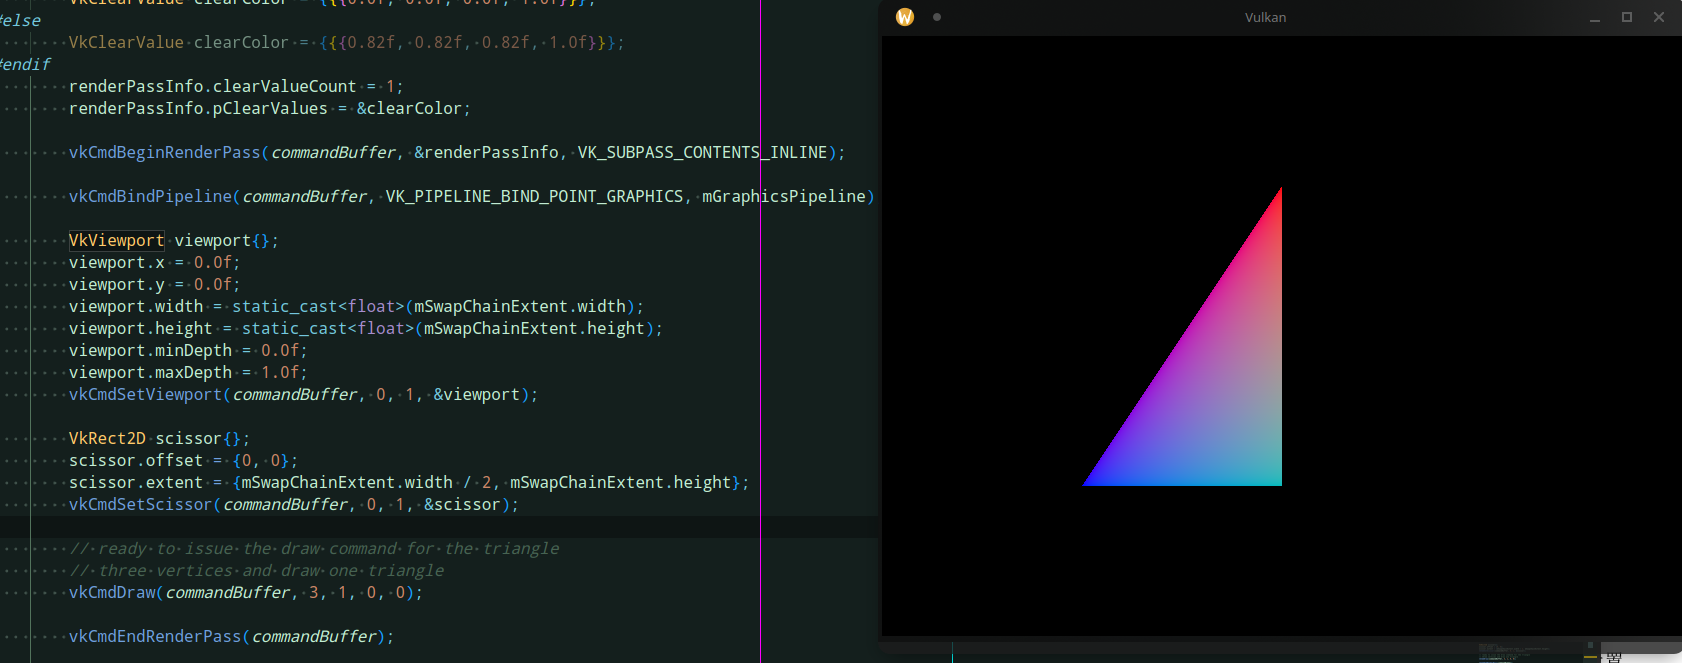 VkClearValue clearColor = {{{0.0f, 0.0f, 0.0f, 1.0f}}};
#else
VkClearValue clearColor = {{{0.82f, 0.82f, 0.82f, 1.0f}}};
#endif
renderPassInfo.clearValueCount = 1;
renderPassInfo.pClearValues = &clearColor;
vkCmdBeginRenderPass(commandBuffer, &renderPassInfo, VK_SUBPASS_CONTENTS_INLINE);
vkCmdBindPipeline(commandBuffer, VK_PIPELINE_BIND_POINT_GRAPHICS, mGraphicsPipeline)
VkViewport viewport{};
viewport.x = 0.0f;
viewport.y = 0.0f;
viewport.width = static_cast<float>(mSwapChainExtent.width);
viewport.height = static_cast<float>(mSwapChainExtent.height);
viewport.minDepth = 0.0f;
viewport.maxDepth = 1.0f;
vkCmdSetViewport(commandBuffer, 0, 1, &viewport);
VkRect2D scissor{};
scissor.offset = {0, 0};
scissor.extent = {mSwapChainExtent.width / 2, mSwapChainExtent.height};
vkCmdSetScissor(commandBuffer, 0, 1, &scissor);
// ready to issue the draw command for the triangle
// three vertices and draw one triangle
vkCmdDraw(commandBuffer, 3, 1, 0, 0);
vkCmdEndRenderPass(commandBuffer);
W
Vulkan